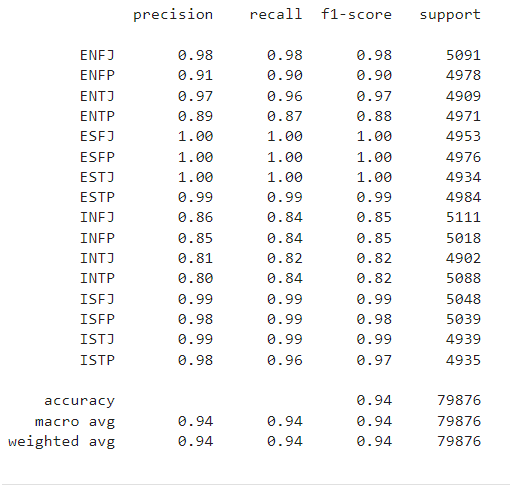 precision recall f1-score support
ENFJ 0.98 0.98 0.98 5091
ENFP 0.91 0.90 0.90 4978
ENTJ 0.97 0.96 0.97 4909
ENTP 0.89 0.87 0.88 4971
ESFJ 1.00 1.00 1.00 4953
ESFP 1.00 1.00 1.00 4976
ESTJ 1.00 1.00 1.00 4934
ESTP 0.99 0.99 0.99 4984
INFJ 0.86 0.84 0.85 5111
INFP 0.85 0.84 0.85 5018
INTJ 0.81 0.82 0.82 4902
INTP 0.80 0.84 0.82 5088
ISFJ 0.99 0.99 0.99 5048
ISFP 0.98 0.99 0.98 5039
ISTJ 0.99 0.99 0.99 4939
ISTP 0.98 0.96 0.97 4935
accuracy 0.94 79876
macro avg 0.94 0.94 0.94 79876
weighted avg 0.94 0.94 0.94 79876